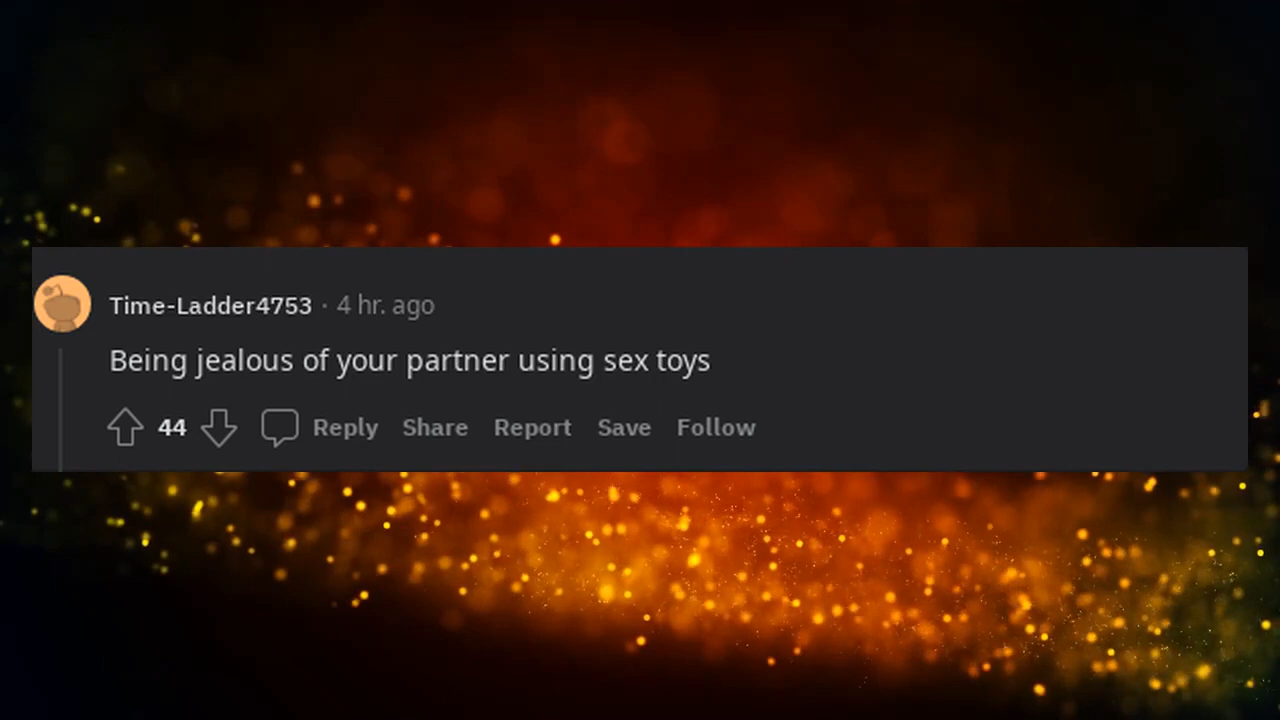 Time-Ladder4753 · 4 hr. ago
Being jealous of your partner using sex toys
44 Reply Share Report Save Follow